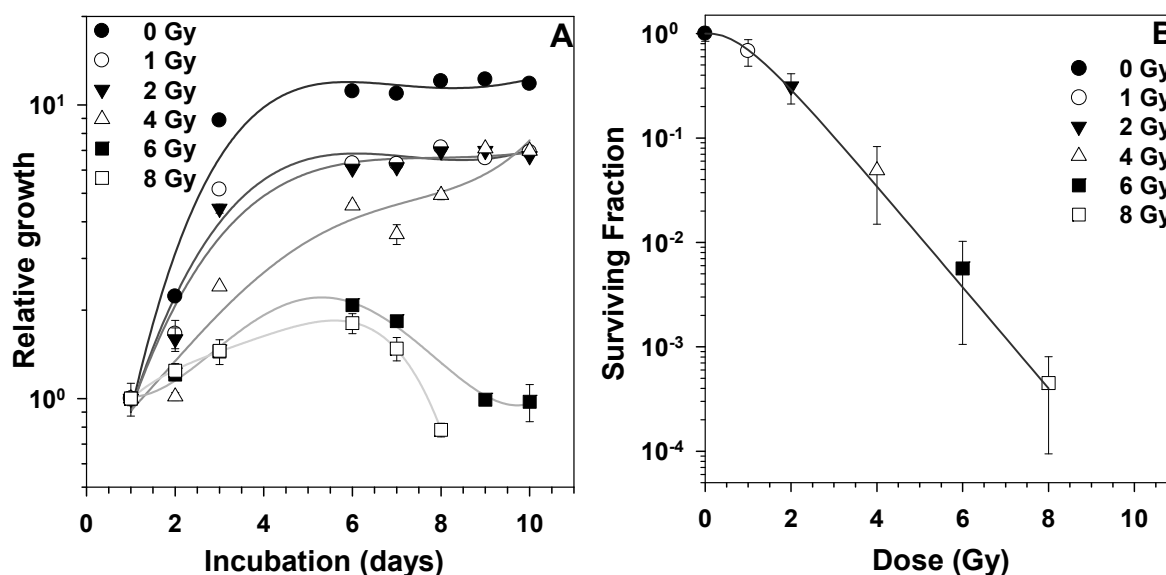 A
0 Gy
1 Gy
2 Gy
4 Gy
6 Gy
8 Gy
10¹
10⁰
Relative growth
0 2 4 6 8 10
Incubation (days)
0 Gy
1 Gy
2 Gy
4 Gy
6 Gy
8 Gy
10⁰
10⁻¹
10⁻²
10⁻³
10⁻⁴
Surviving Fraction
0 2 4 6 8 10
Dose (Gy)